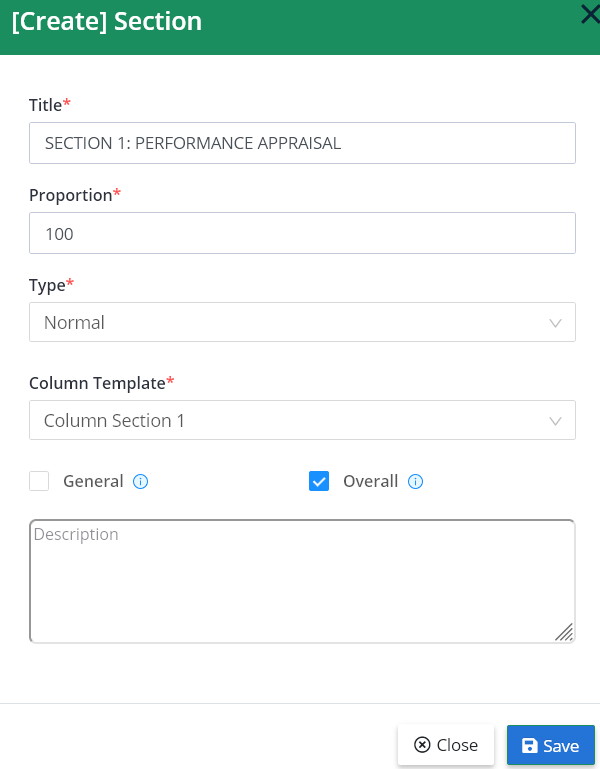 [Create] Section
Title*
SECTION 1: PERFORMANCE APPRAISAL
Proportion*
100
Type*
Normal
Column Template*
Column Section 1
General
Overall
Description
Close
Save